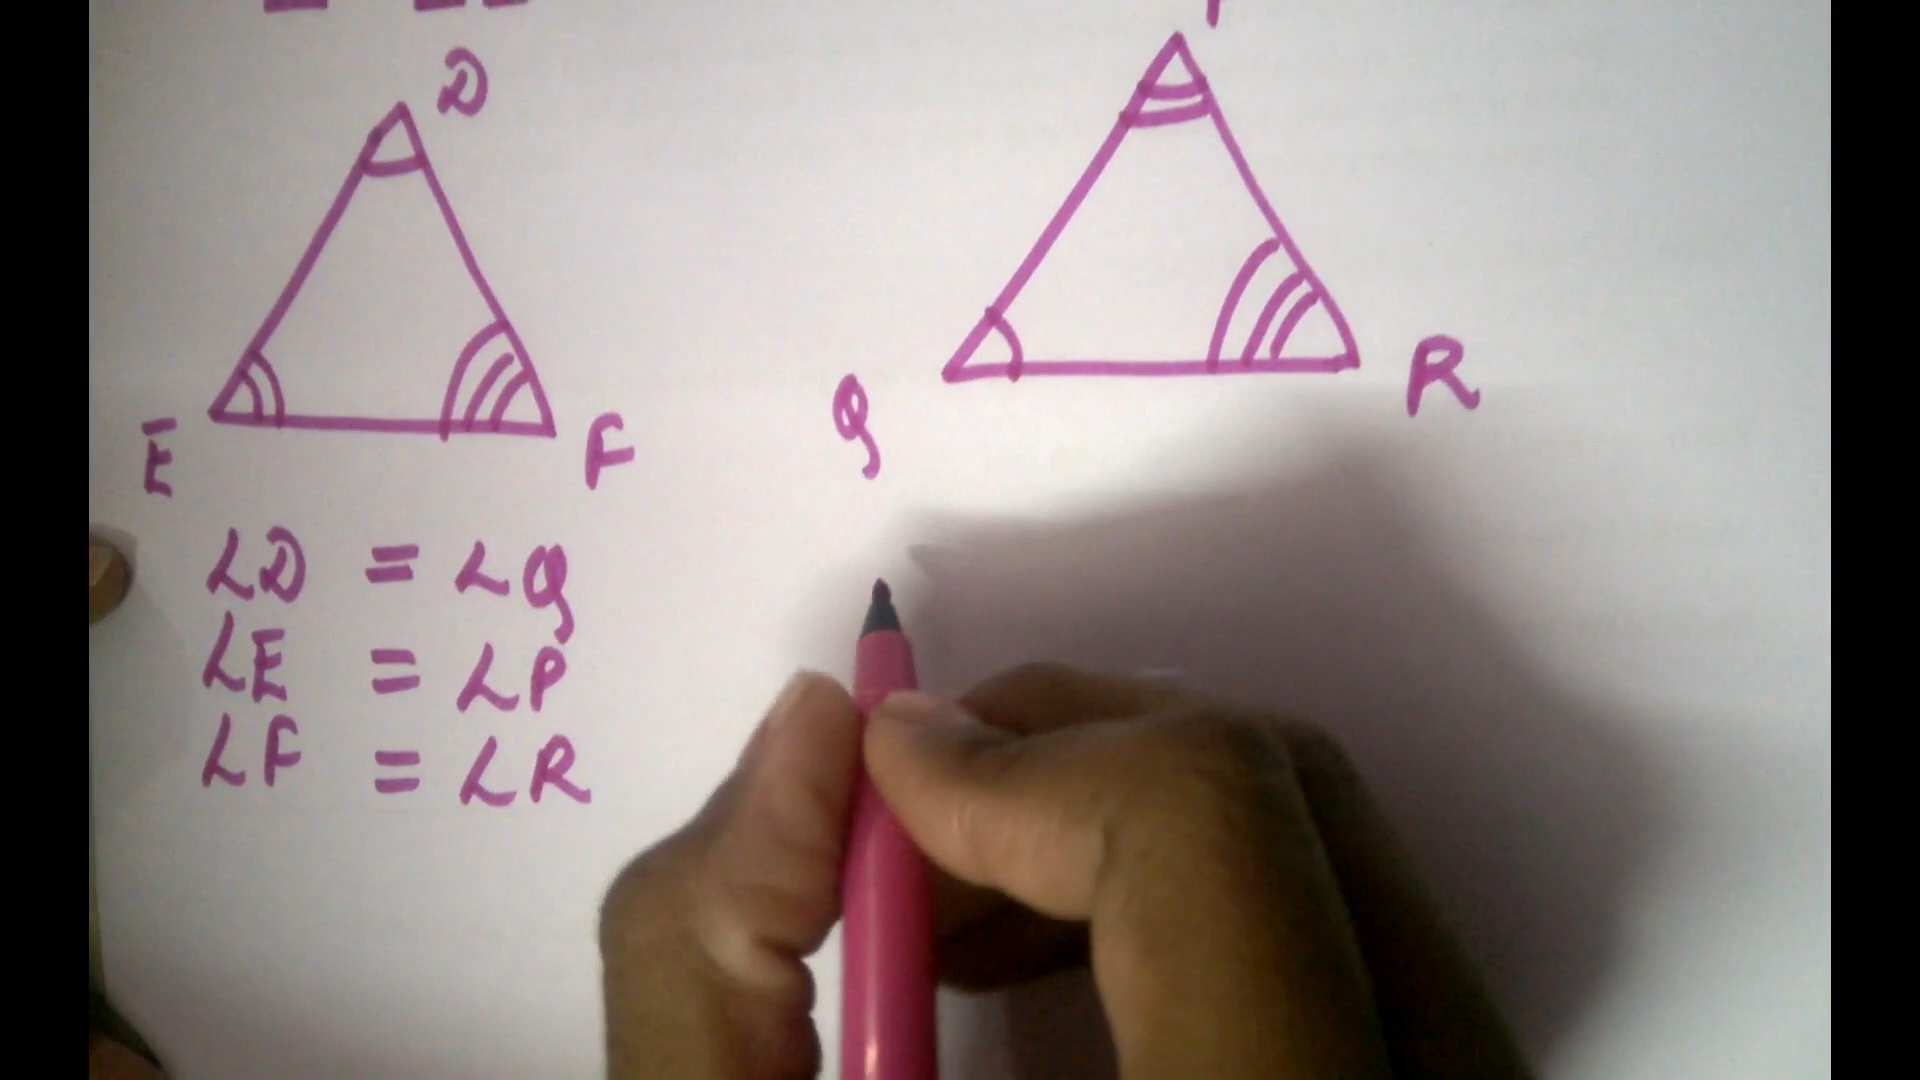 D
E
F
Q
R
∠D = ∠Q
∠E = ∠P
∠F = ∠R